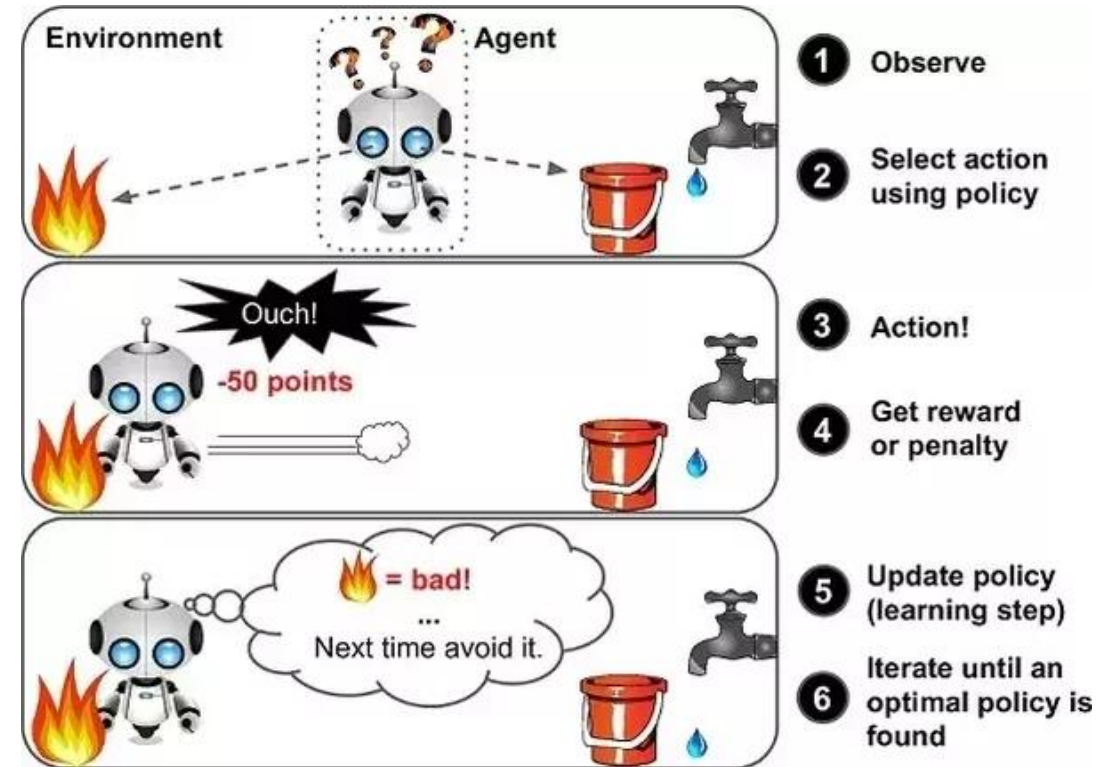 Environment
Agent
? ? ?
1 Observe
2 Select action
using policy
Ouch!
-50 points
3 Action!
4 Get reward
or penalty
= bad!
...
Next time avoid it.
5 Update policy
(learning step)
6 Iterate until an
optimal policy is
found